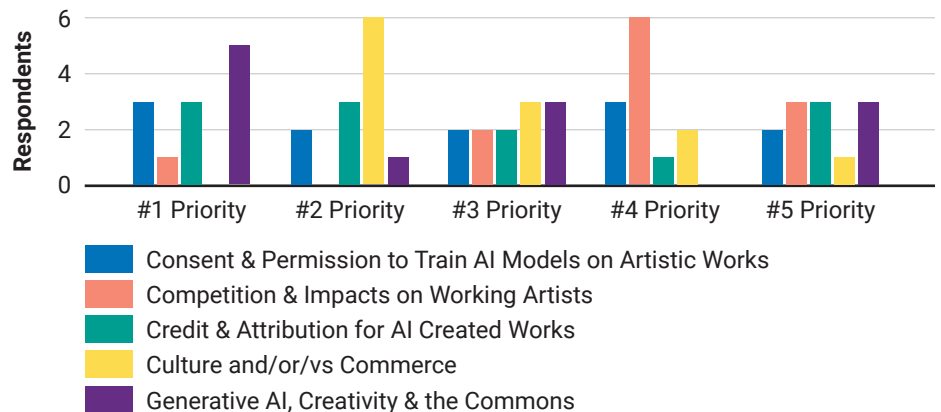 Respondents
6
4
2
0
#1 Priority #2 Priority #3 Priority #4 Priority #5 Priority
Consent & Permission to Train AI Models on Artistic Works
Competition & Impacts on Working Artists
Credit & Attribution for AI Created Works
Culture and/or/vs Commerce
Generative AI, Creativity & the Commons